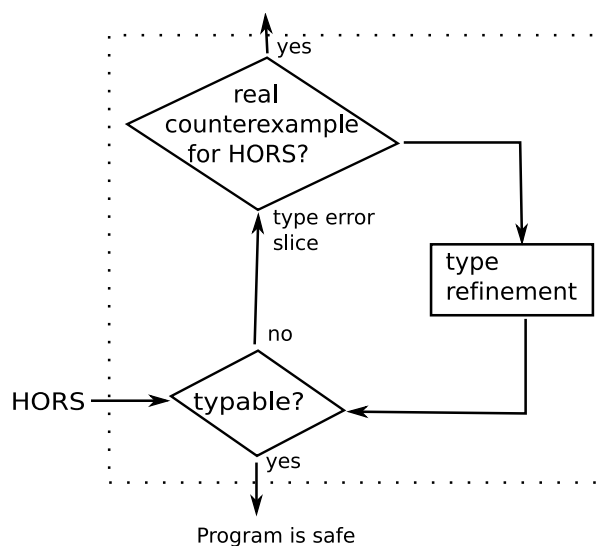 yes
real
counterexample
for HORS?
type error
slice
type
refinement
no
HORS
typable?
yes
Program is safe